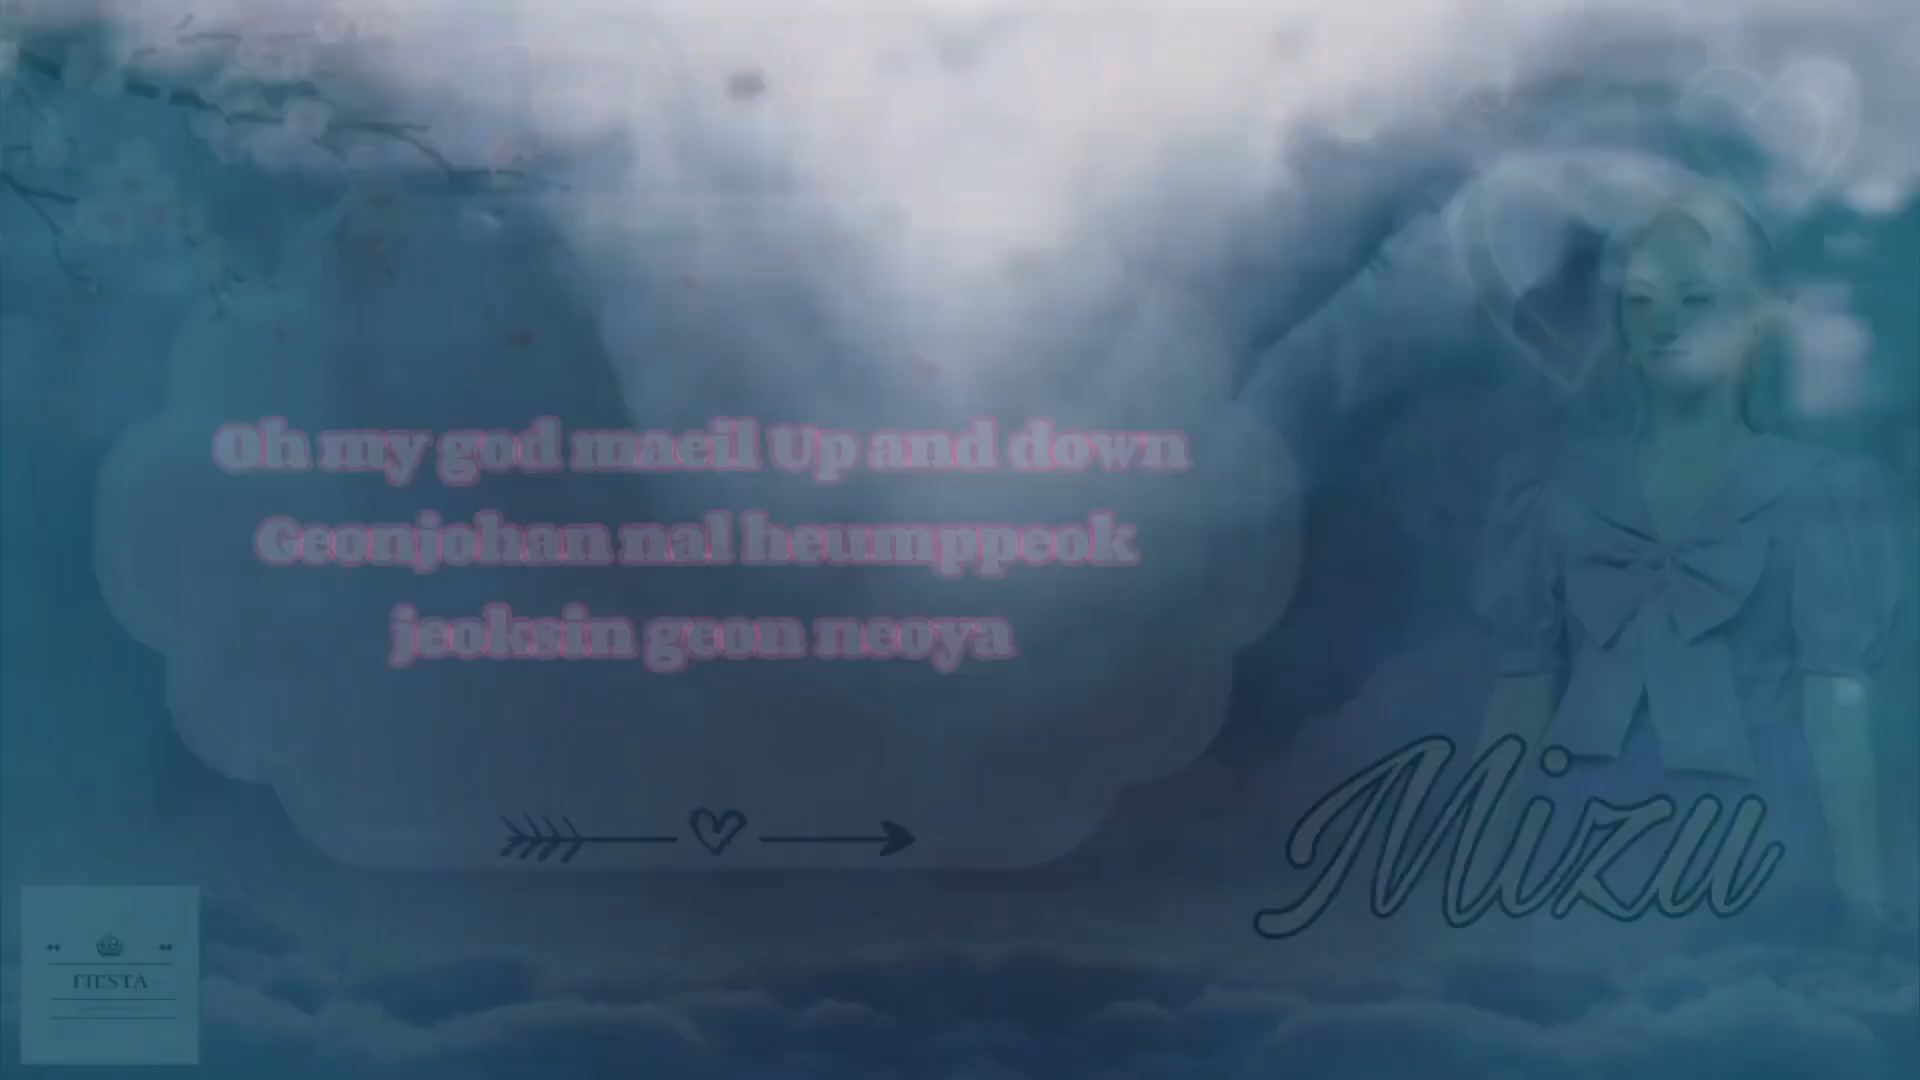 Oh my god maeil Up and down
Geonjohan nal heumppeok
jeoksin geon neoya
Mizu
FIESTA